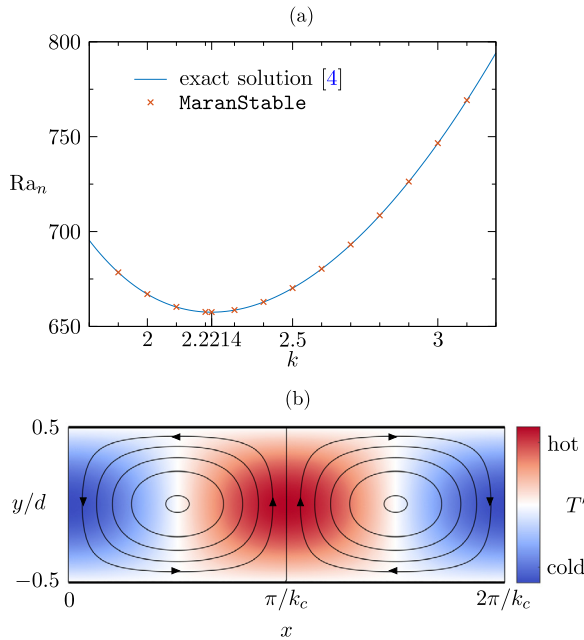 (a)
800
750
700
650
Ra_n
exact solution [4]
MaranStable
2
2.2214
2.5
3
k
(b)
0.5
y/d
−0.5
0
π/k_c
2π/k_c
x
hot
T′
cold